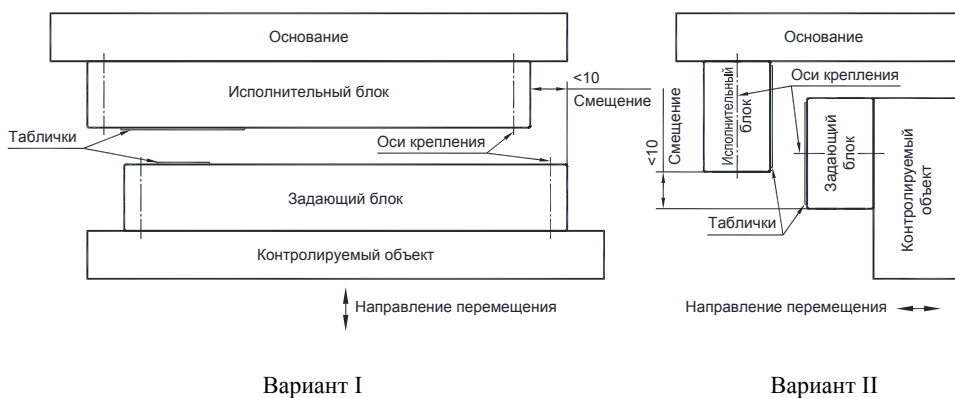 Основание
Исполнительный блок
<10
Смещение
Таблички
Оси крепления
Задающий блок
Контролируемый объект
Направление перемещения
Вариант I
Основание
Исполнительный
блок
Оси крепления
<10
Смещение
Задающий
блок
Контролируемый
объект
Таблички
Направление перемещения
Вариант II